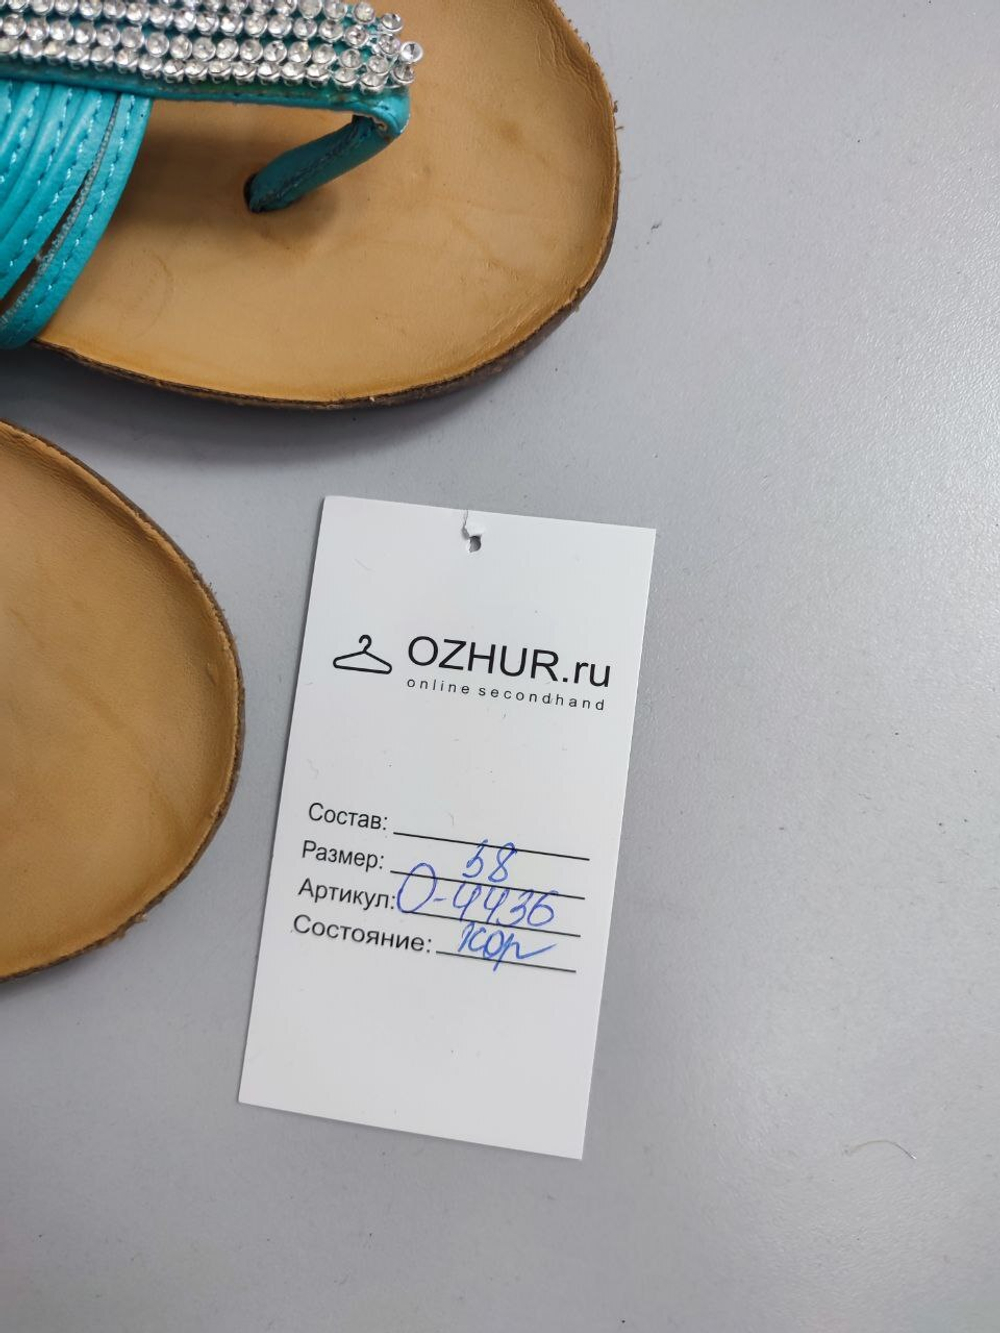 OZHUR.ru
online secondhand
Состав:
Размер: 38
Артикул: О-4436
Состояние: хор